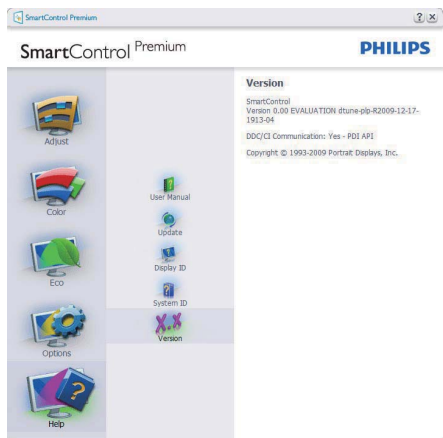 SmartControl Premium
SmartControl Premium
PHILIPS
Adjust
Color
Eco
Options
Help
User Manual
Update
Display ID
System ID
X.X
Version
Version
SmartControl
Version 0.00 EVALUATION dtune-plp-R2009-12-17-
1913-04
DDC/CI Communication: Yes - PDI API
Copyright © 1993-2009 Portrait Displays, Inc.